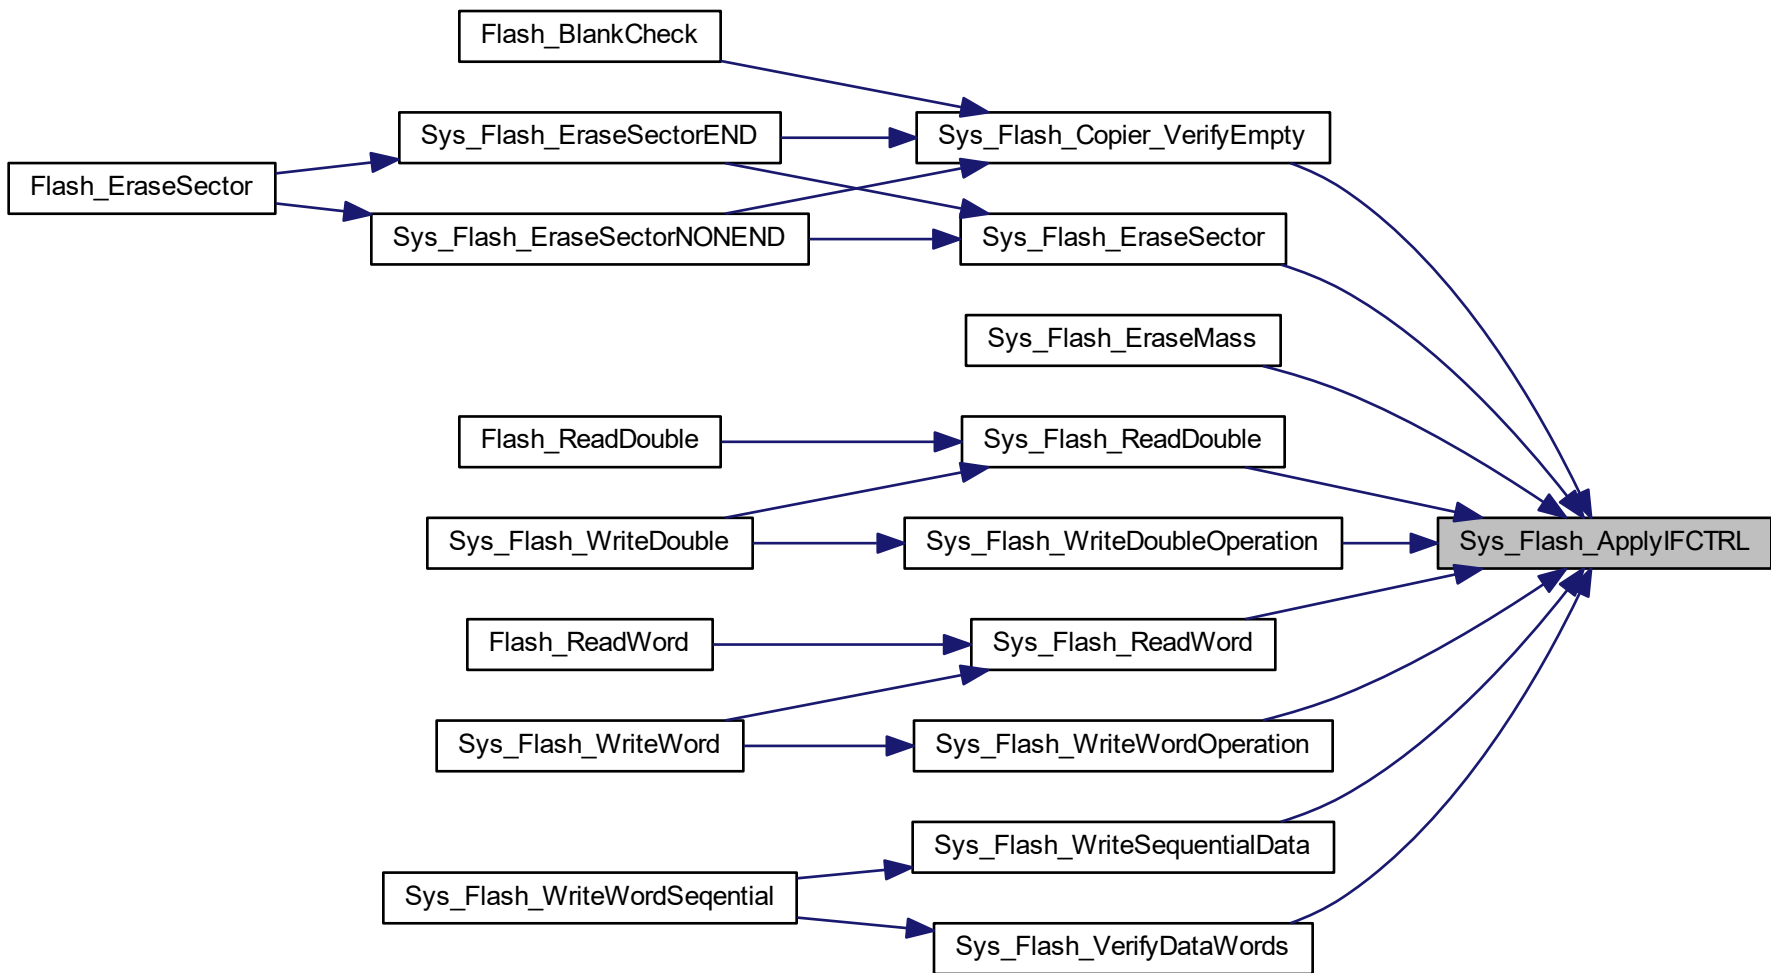 Flash_BlankCheck
Sys_Flash_EraseSectorEND
Sys_Flash_Copier_VerifyEmpty
Flash_EraseSector
Sys_Flash_EraseSectorNONEND
Sys_Flash_EraseSector
Sys_Flash_EraseMass
Flash_ReadDouble
Sys_Flash_ReadDouble
Sys_Flash_WriteDouble
Sys_Flash_WriteDoubleOperation
Sys_Flash_ApplyIFCTRL
Flash_ReadWord
Sys_Flash_ReadWord
Sys_Flash_WriteWord
Sys_Flash_WriteWordOperation
Sys_Flash_WriteSequentialData
Sys_Flash_WriteWordSeqential
Sys_Flash_VerifyDataWords